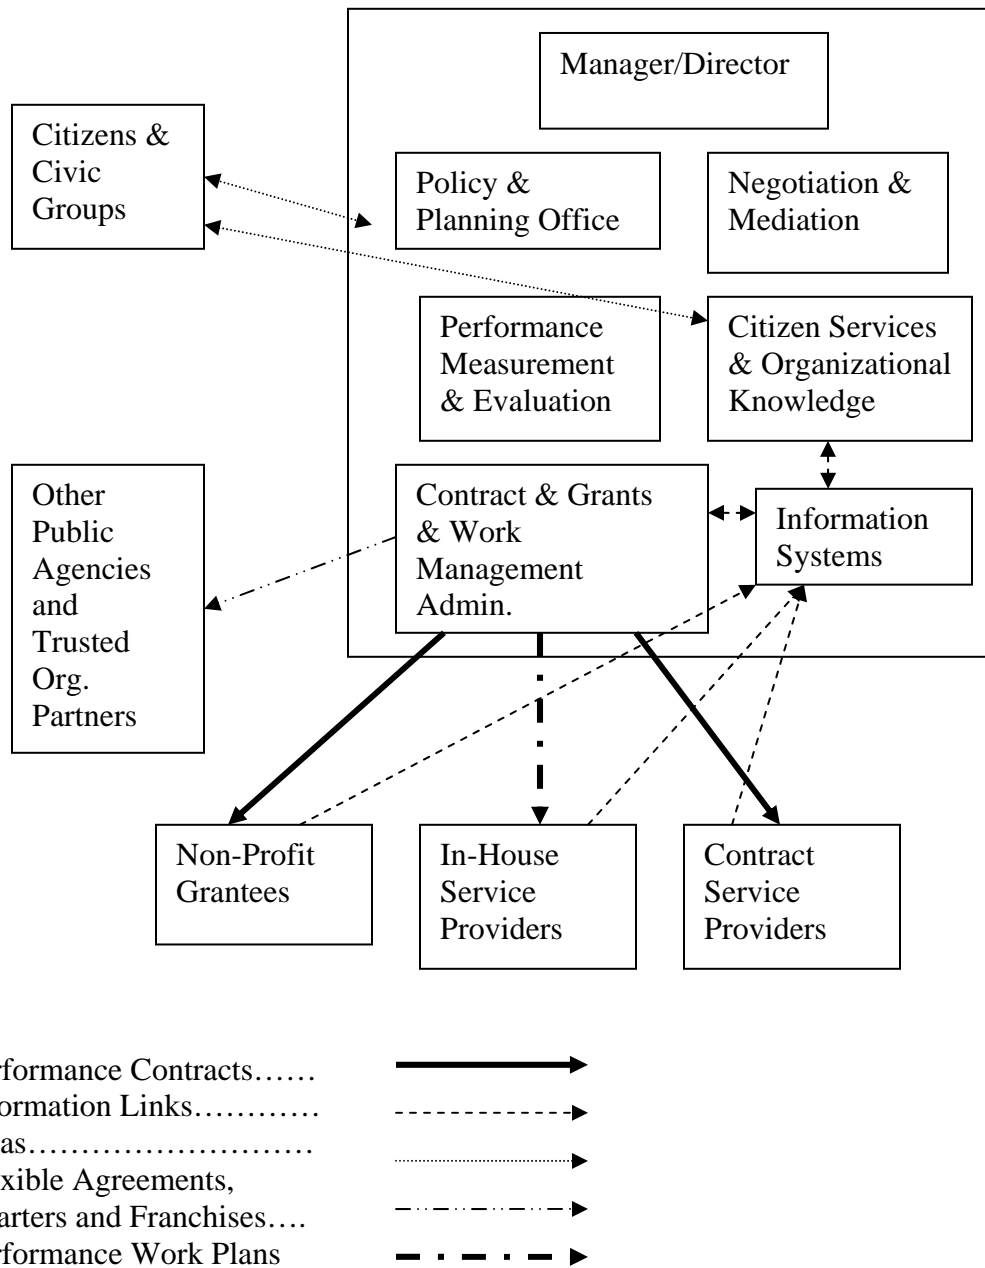 Manager/Director
Citizens &
Civic
Groups
Policy &
Planning Office
Negotiation &
Mediation
Performance
Measurement
& Evaluation
Citizen Services
& Organizational
Knowledge
Other
Public
Agencies
and
Trusted
Org.
Partners
Contract & Grants
& Work
Management
Admin.
Information
Systems
Non-Profit
Grantees
In-House
Service
Providers
Contract
Service
Providers
rformance Contracts……
ormation Links…………
as………………………
xible Agreements,
arters and Franchises….
rformance Work Plans